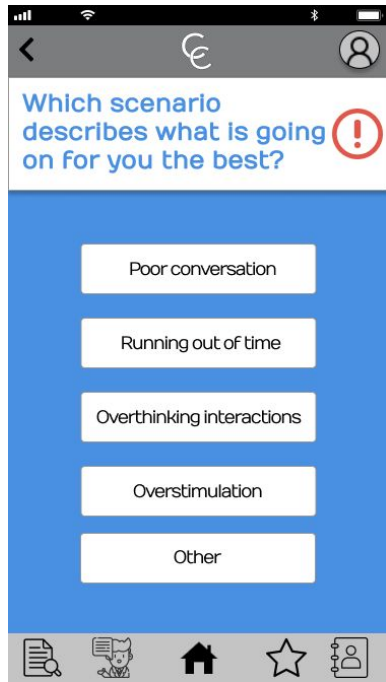 CC
Which scenario
describes what is going
on for you the best?
Poor conversation
Running out of time
Overthinking interactions
Overstimulation
Other